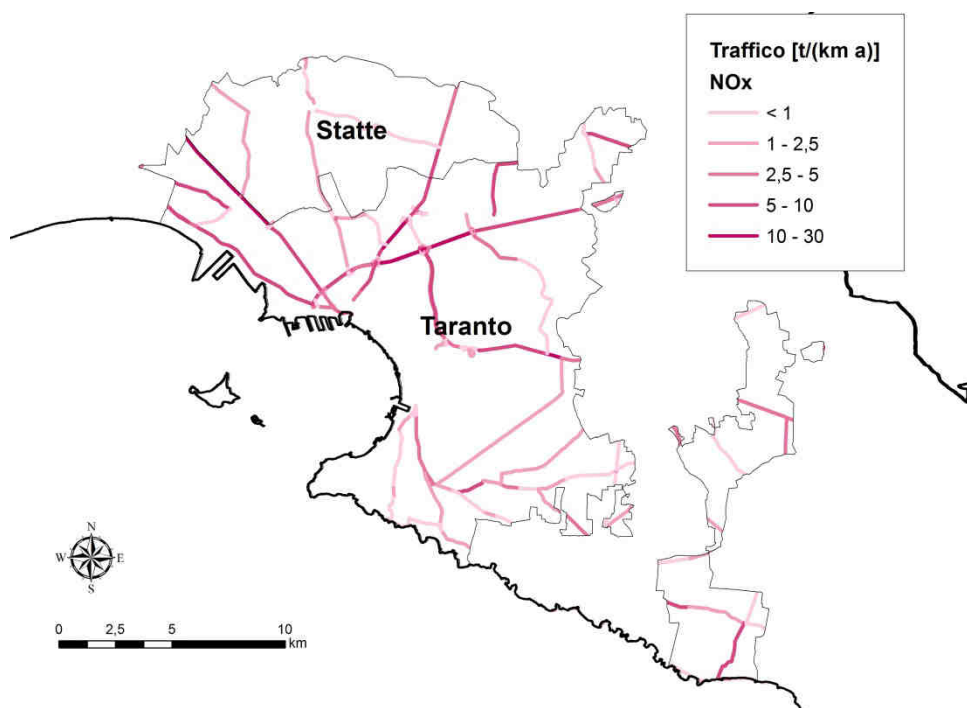 Traffico [t/(km a)]
NOx
< 1
1 - 2,5
2,5 - 5
5 - 10
10 - 30
Statte
Taranto
N
W E
S
0 2,5 5 10
km